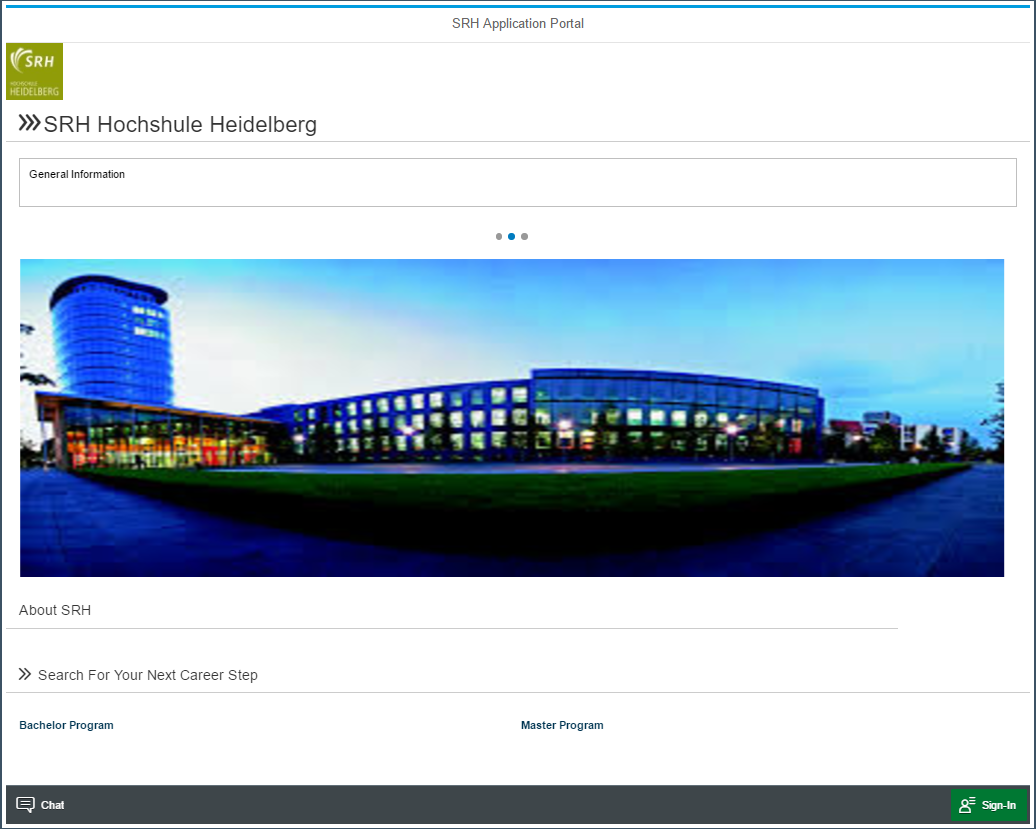 SRH Application Portal
SRH
HOCHSCHULE
HEIDELBERG
SRH Hochshule Heidelberg
General Information
About SRH
Search For Your Next Career Step
Bachelor Program
Master Program
Chat
Sign-In